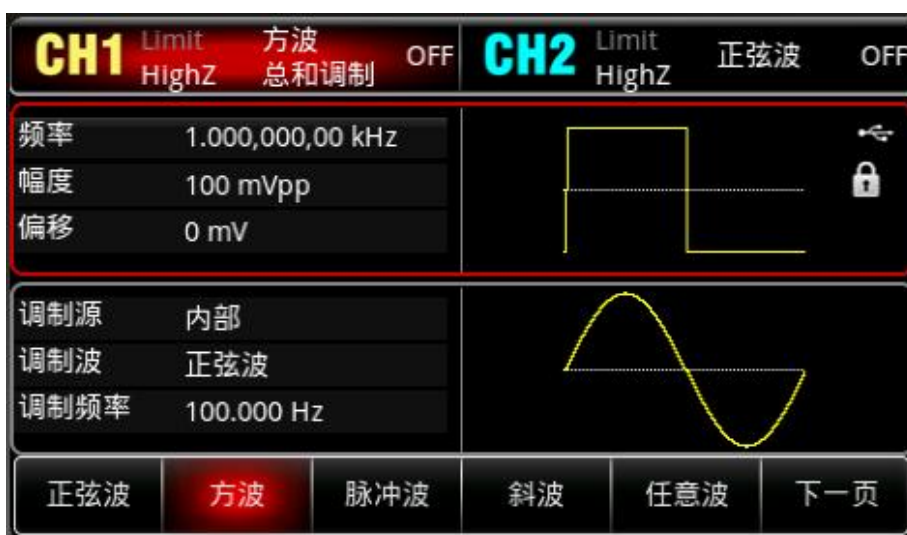 CH1 Limit 方波 OFF CH2 Limit 正弦波 OFF
HighZ 总和调制 HighZ
频率 1.000,000,00 kHz
幅度 100 mVpp
偏移 0 mV
调制源 内部
调制波 正弦波
调制频率 100.000 Hz
正弦波 方波 脉冲波 斜波 任意波 下一页